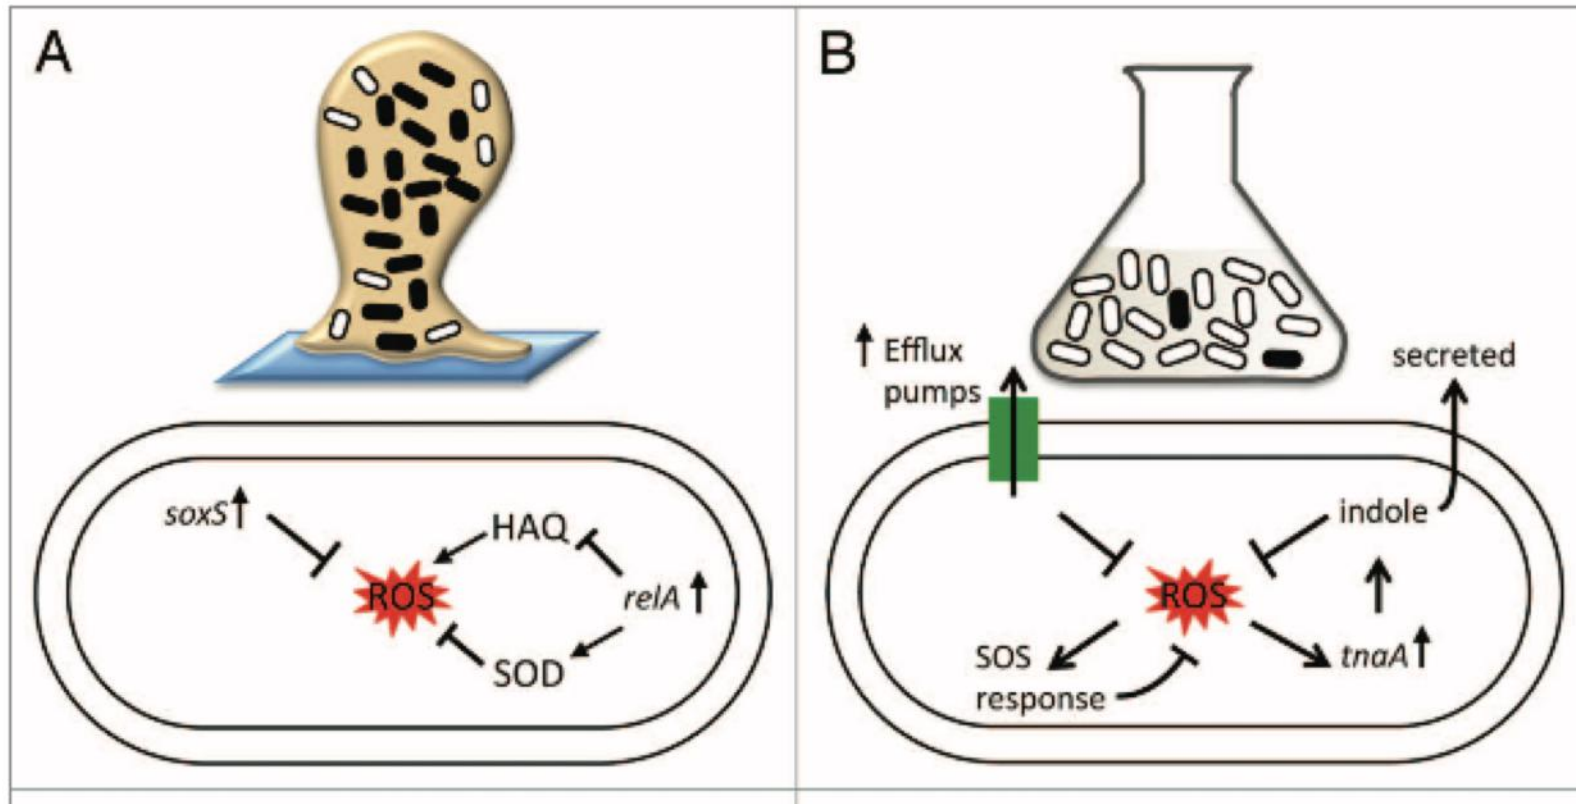 A
soxS
HAQ
ROS
relA
SOD
B
Efflux
pumps
secreted
indole
ROS
SOS
response
tnaA